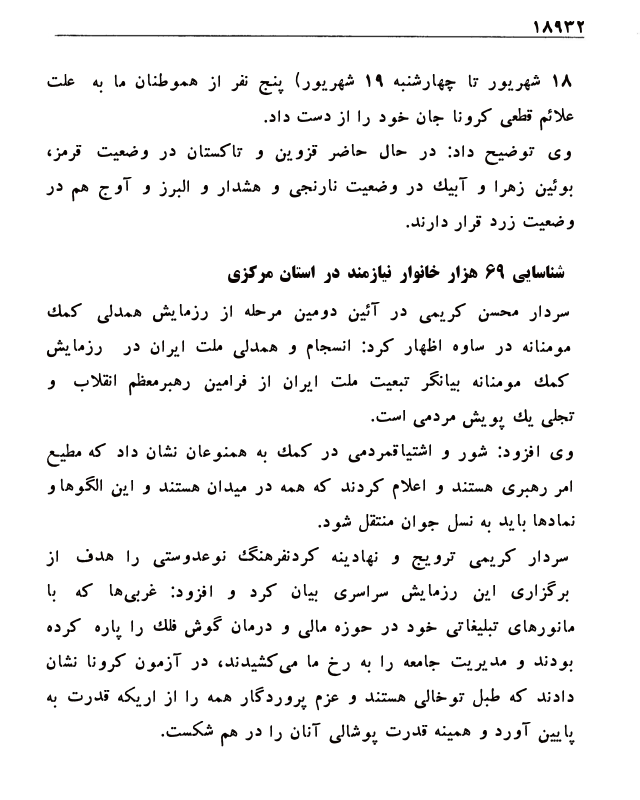 ۱۸۹۳۲
۱۸ شهریور تا چهارشنبه ۱۹ شهریور) پنج نفر از هموطنان ما به علت
علائم قطعی کرونا جان خود را از دست داد.
وی توضیح داد: در حال حاضر قزوین و تاکستان در وضعیت قرمز،
بوئین زهرا و آبیك در وضعیت نارنجی و هشدار و البرز و آوج هم در
وضعیت زرد قرار دارند.
شناسایی ۶۹ هزار خانوار نیازمند در استان مرکزی
سردار محسن کریمی در آئین دومین مرحله از رزمایش همدلی کمك
مومنانه در ساوه اظهار کرد: انسجام و همدلی ملت ایران در رزمایش
کمك مومنانه بیانگر تبعیت ملت ایران از فرامین رهبرمعظم انقلاب و
تجلی یك پویش مردمی است.
وی افزود: شور و اشتیاقمردمی در کمك به همنوعان نشان داد که مطیع
امر رهبری هستند و اعلام کردند که همه در میدان هستند و این الگوها و
نمادها باید به نسل جوان منتقل شود.
سردار کریمی ترویج و نهادینه کردنفرهنگ نوعدوستی را هدف از
برگزاری این رزمایش سراسری بیان کرد و افزود: غربی‌ها که با
مانورهای تبلیغاتی خود در حوزه مالی و درمان گوش فلك را پاره کرده
بودند و مدیریت جامعه را به رخ ما می‌کشیدند، در آزمون کرونا نشان
دادند که طبل توخالی هستند و عزم پروردگار همه را از اریکه قدرت به
پایین آورد و همینه قدرت پوشالی آنان را در هم شکست.